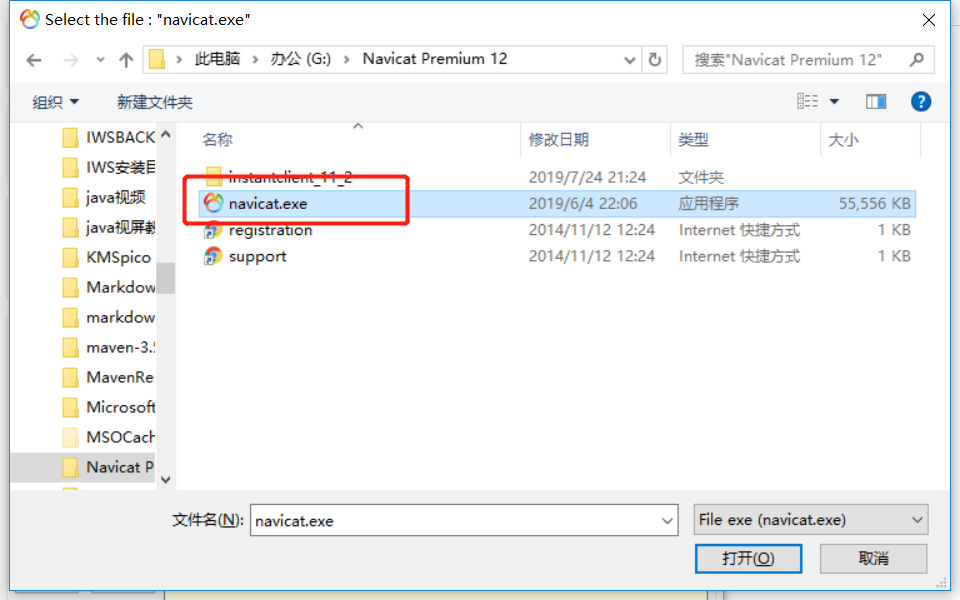 Select the file : "navicat.exe"
此电脑 › 办公 (G:) › Navicat Premium 12
搜索"Navicat Premium 12"
组织 新建文件夹
名称 修改日期 类型 大小
IWSBACK
IWS安装目
java视频
java视屏教
KMSpico
Markdow
markdow
maven-3.5
MavenRe
Microsoft
MSOCach
Navicat P
instantclient_11_2 2019/7/24 21:24 文件夹
navicat.exe 2019/6/4 22:06 应用程序 55,556 KB
registration 2014/11/12 12:24 Internet 快捷方式 1 KB
support 2014/11/12 12:24 Internet 快捷方式 1 KB
文件名(N): navicat.exe File exe (navicat.exe)
打开(O) 取消